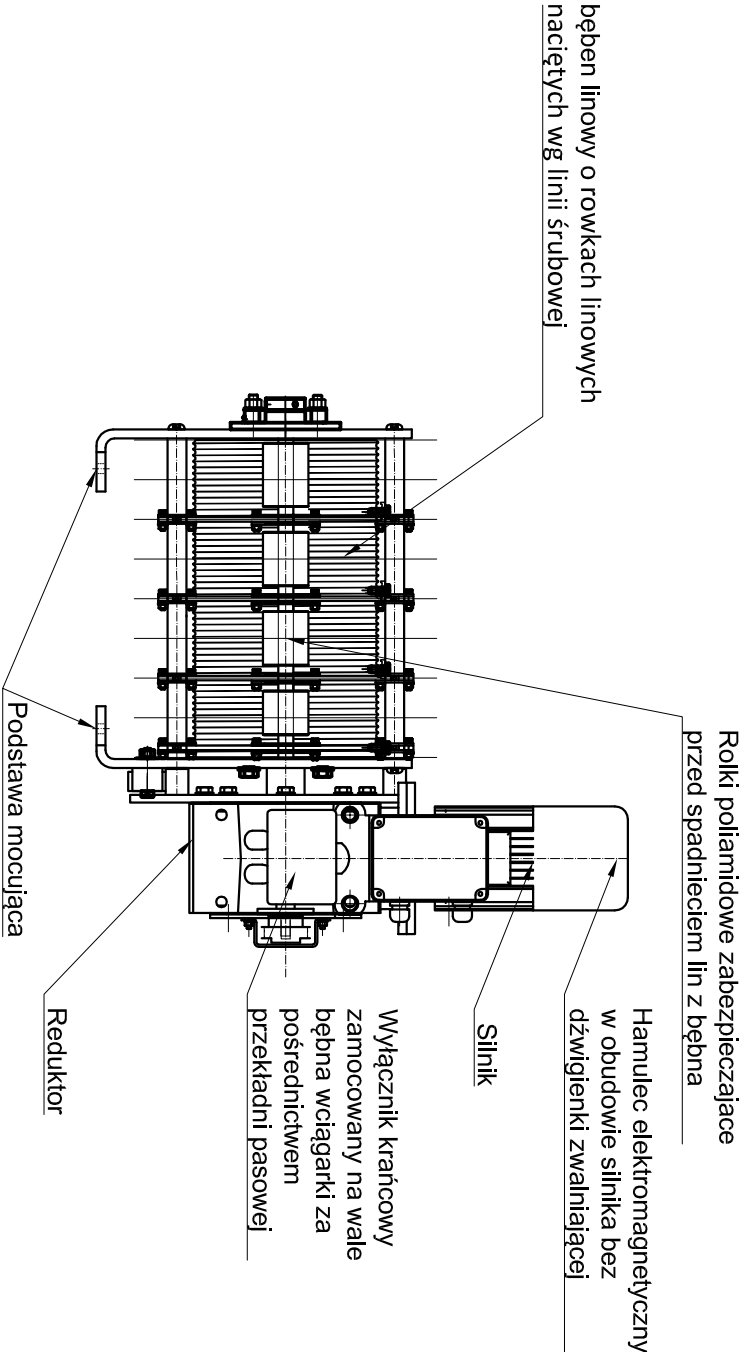 bęben linowy o rowkach linowych
naciętych wg linii śrubowej
Rolki poliamidowe zabezpieczajace
przed spadnieciem lin z bębna
Hamulec elektromagnetyczny
w obudowie silnika bez
dźwigienki zwalniającej
Silnik
Wyłącznik krańcowy
zamocowany na wale
bębna wciągarki za
pośrednictwem
przekładni pasowej
Reduktor
Podstawa mocująca